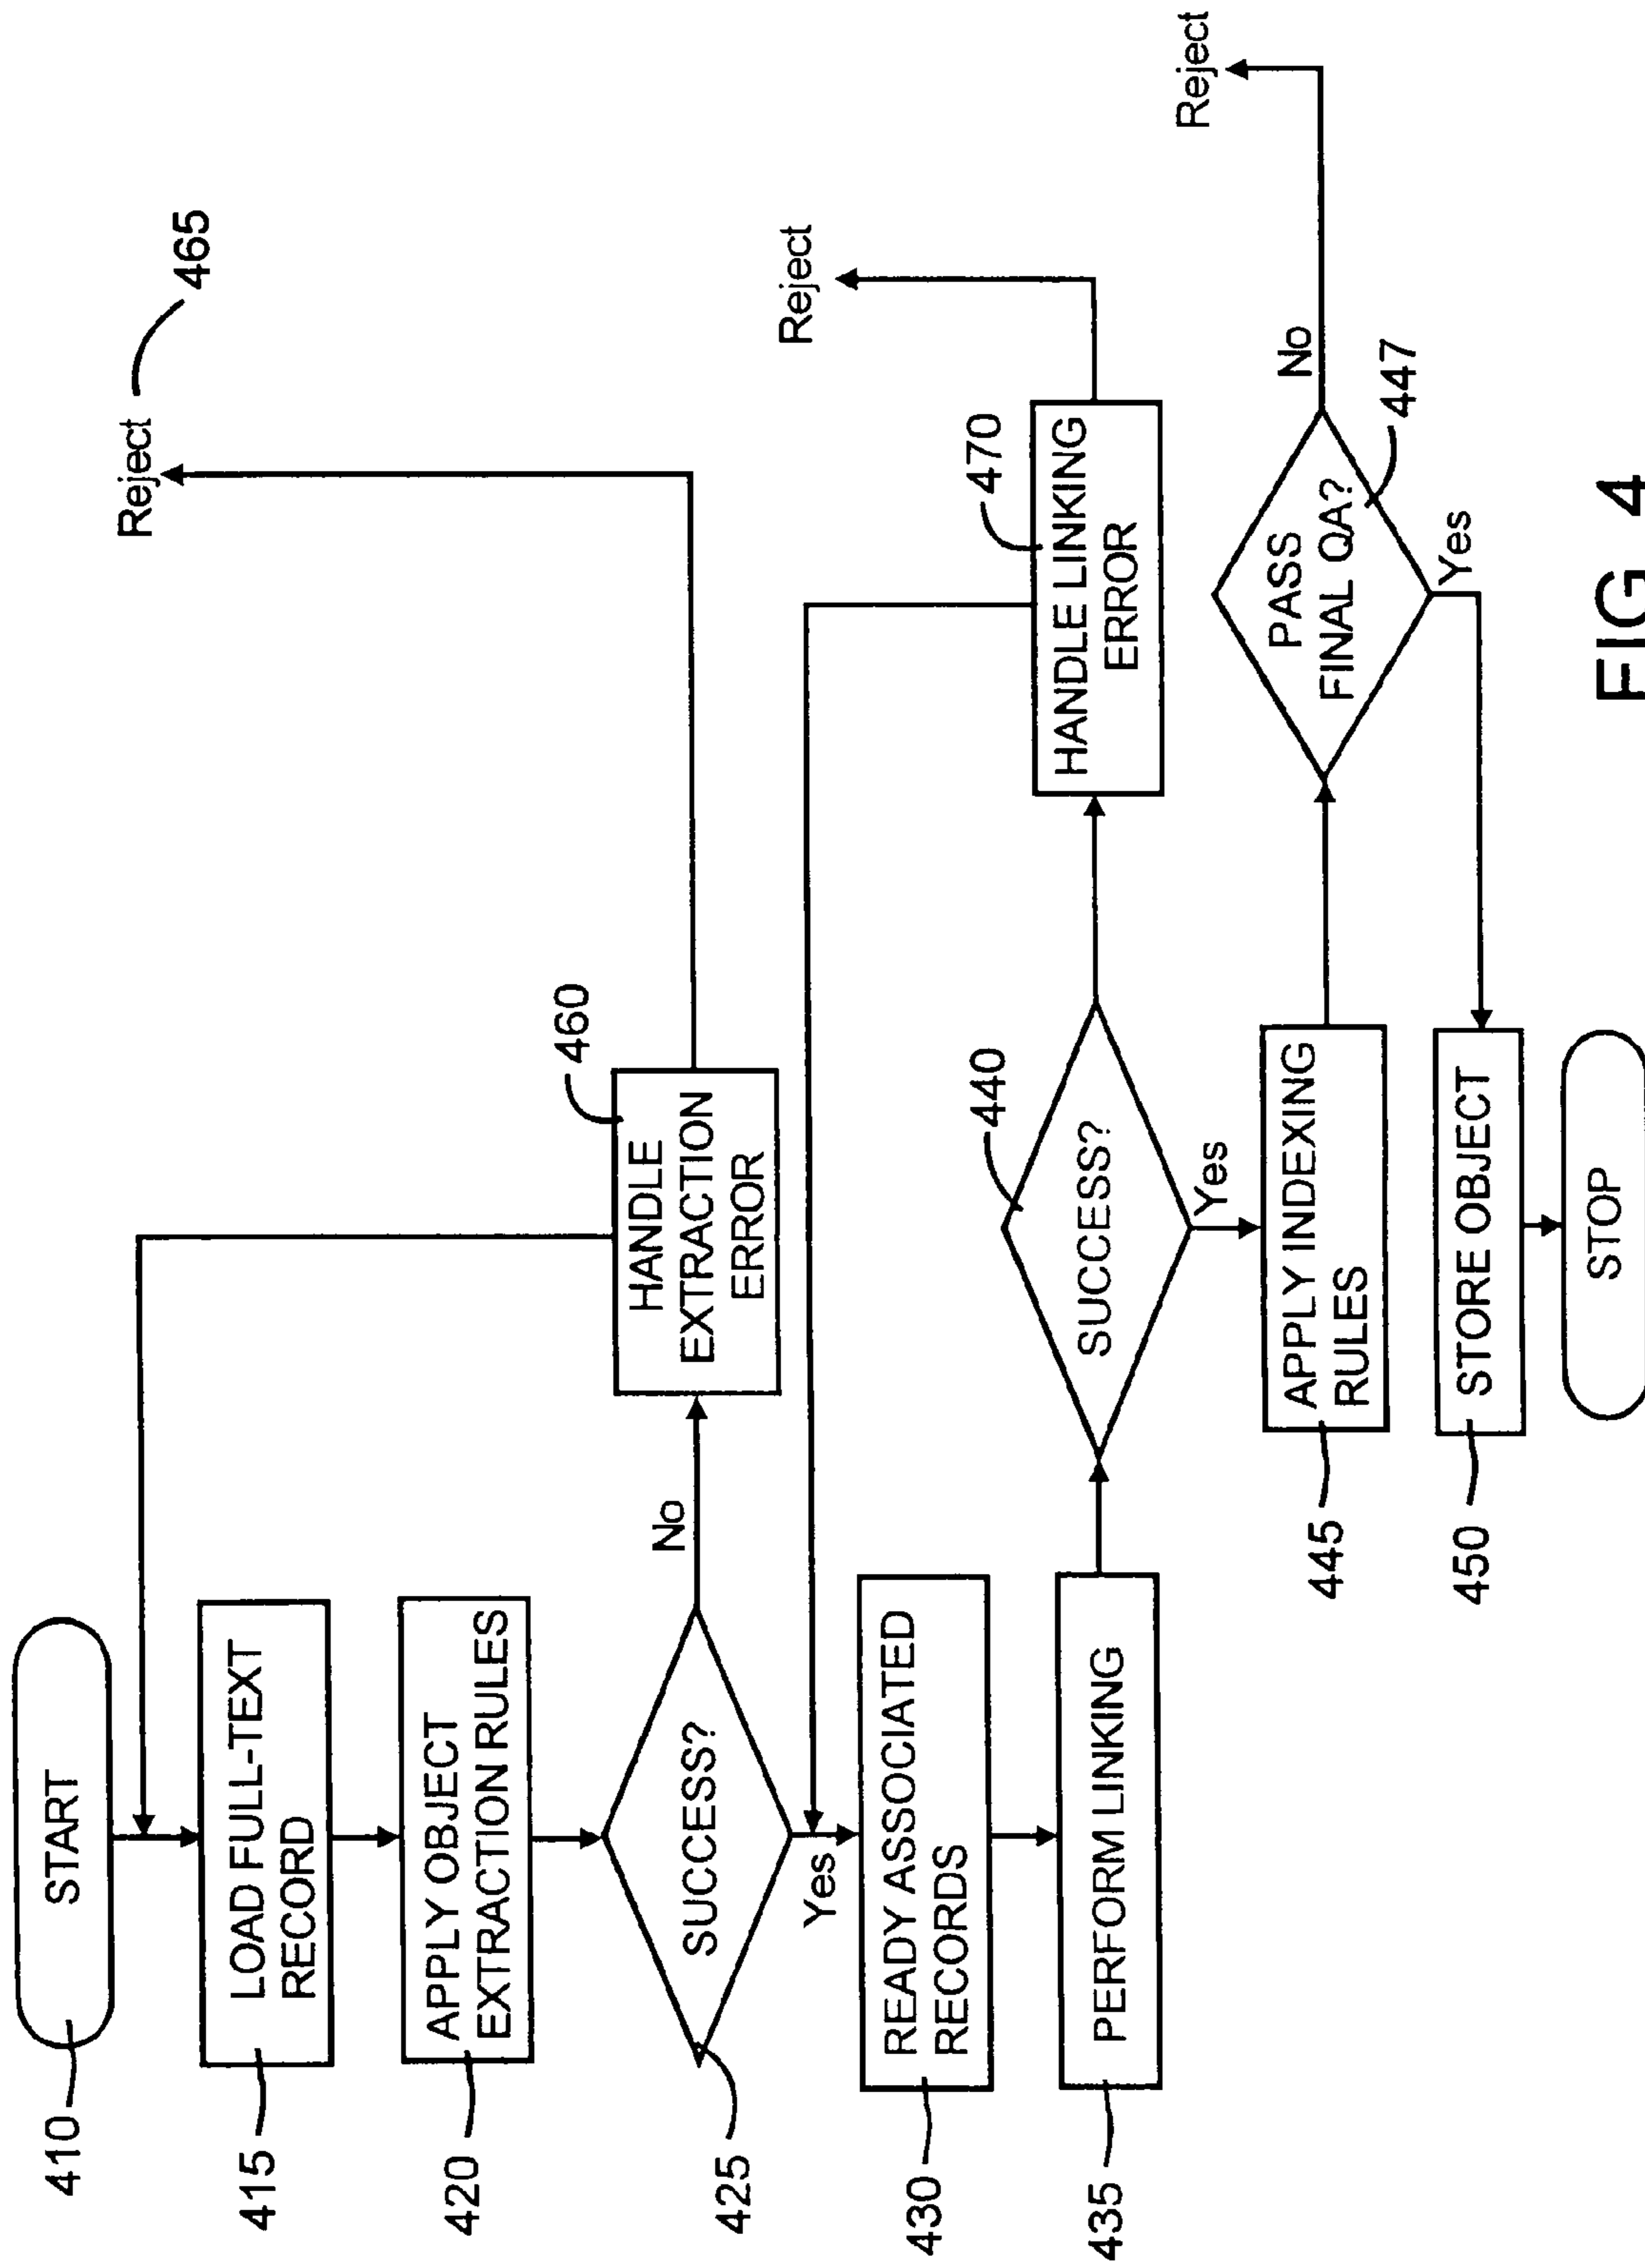 410
START
415
LOAD FULL-TEXT
RECORD
420
APPLY OBJECT
EXTRACTION RULES
425
SUCCESS?
No
460
HANDLE
EXTRACTION
ERROR
Reject
465
Yes
430
READY ASSOCIATED
RECORDS
435
PERFORM LINKING
440
SUCCESS?
470
HANDLE LINKING
ERROR
Reject
Yes
445
APPLY INDEXING
RULES
PASS
FINAL QA?
447
No
Reject
Yes
450
STORE OBJECT
STOP
FIG 4